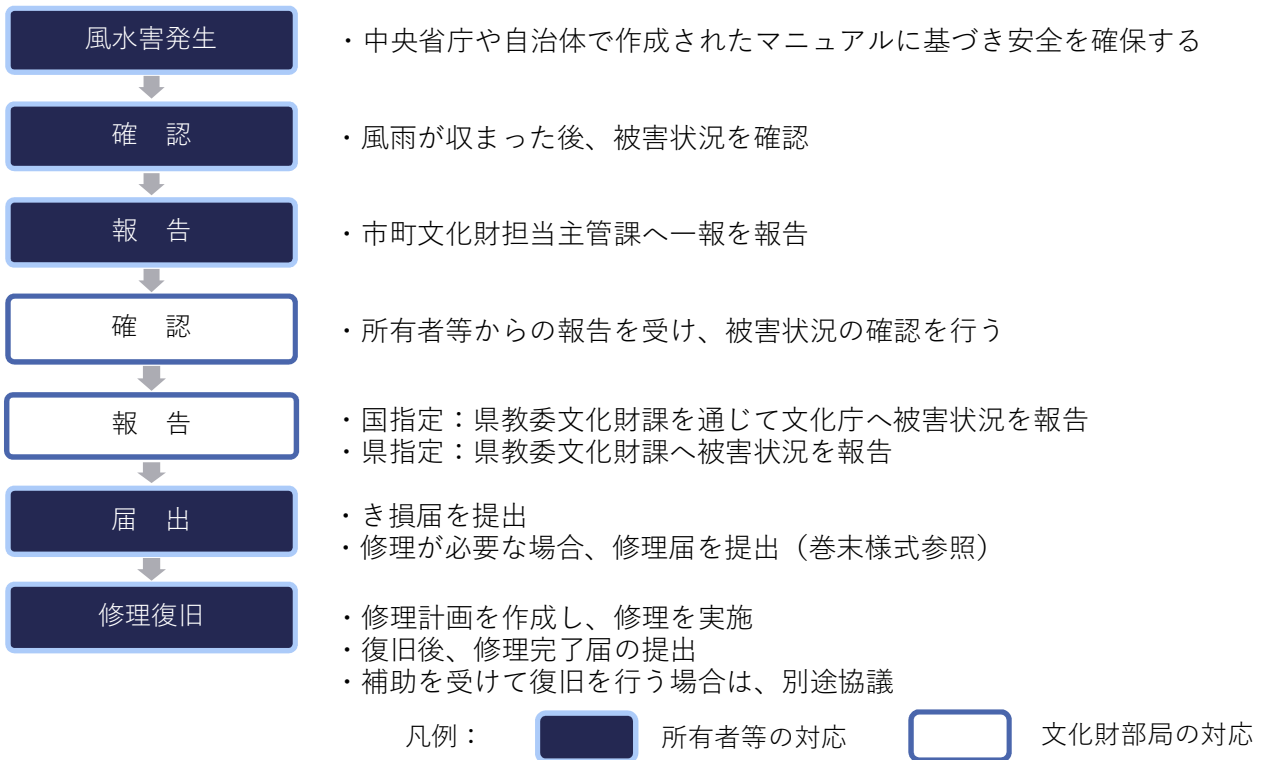 風水害発生
・中央省庁や自治体で作成されたマニュアルに基づき安全を確保する
確　認
・風雨が収まった後、被害状況を確認
報　告
・市町文化財担当主管課へ一報を報告
確　認
・所有者等からの報告を受け、被害状況の確認を行う
報　告
・国指定：県教委文化財課を通じて文化庁へ被害状況を報告
・県指定：県教委文化財課へ被害状況を報告
届　出
・き損届を提出
・修理が必要な場合、修理届を提出（巻末様式参照）
修理復旧
・修理計画を作成し、修理を実施
・復旧後、修理完了届の提出
・補助を受けて復旧を行う場合は、別途協議
凡例：　所有者等の対応　文化財部局の対応